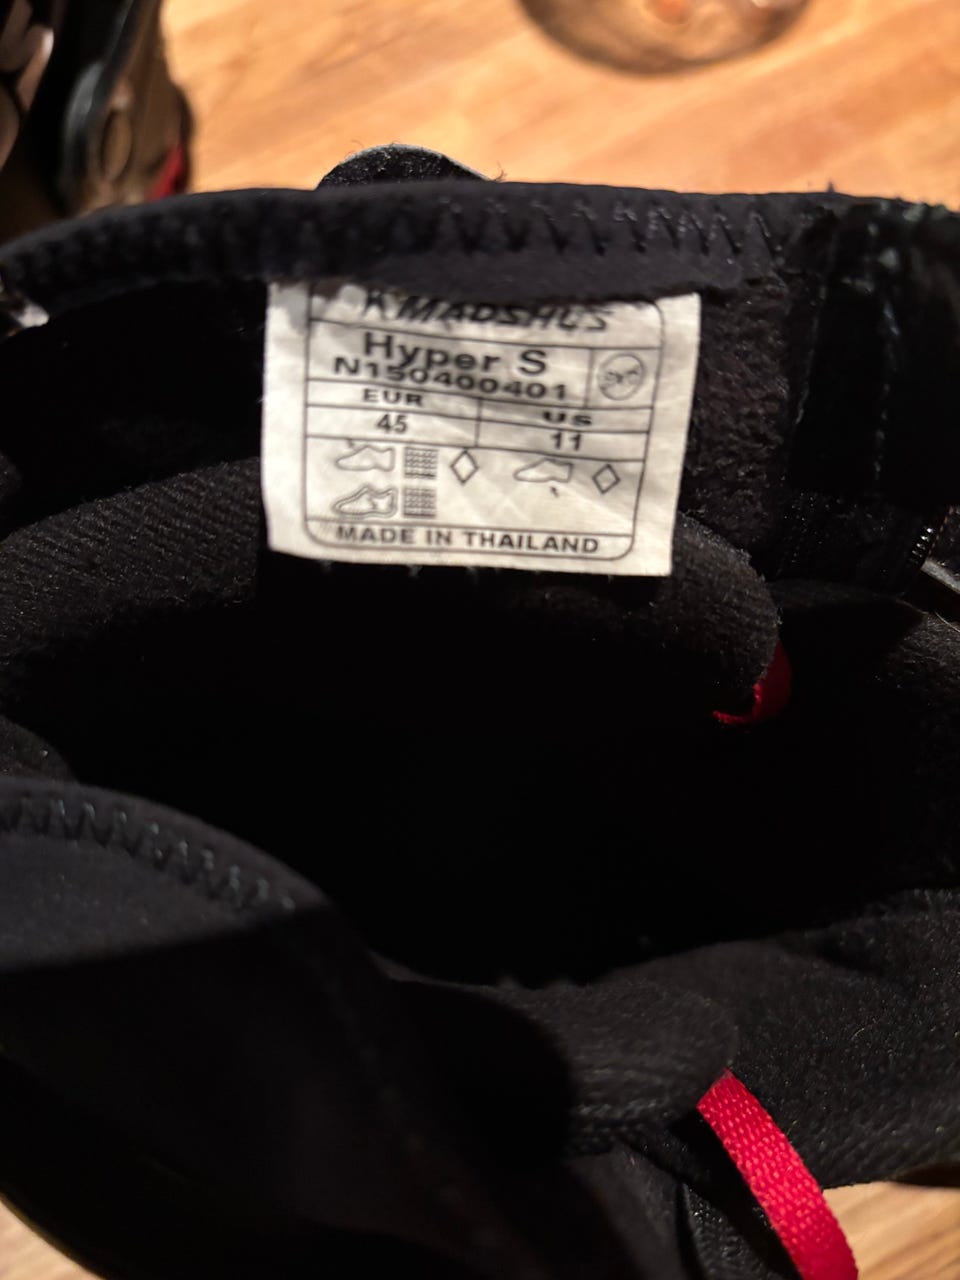 MADSHUS
Hyper S
N150400401
EUR US
45 11
MADE IN THAILAND